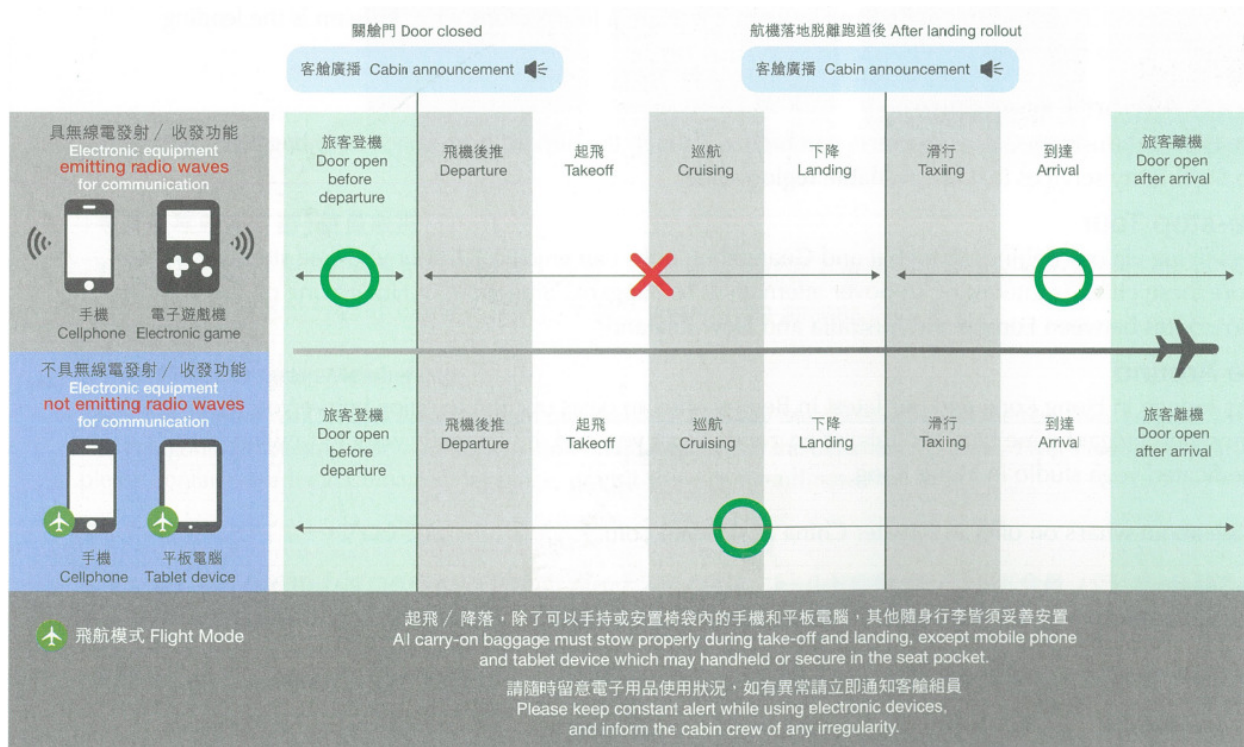 關艙門 Door closed
客艙廣播 Cabin announcement
航機落地脫離跑道後 After landing rollout
客艙廣播 Cabin announcement
具無線電發射／收發功能
Electronic equipment
emitting radio waves
for communication
手機
Cellphone
電子遊戲機
Electronic game
旅客登機
Door open
before
departure
飛機後推
Departure
起飛
Takeoff
巡航
Cruising
下降
Landing
滑行
Taxiing
到達
Arrival
旅客離機
Door open
after arrival
不具無線電發射／收發功能
Electronic equipment
not emitting radio waves
for communication
手機
Cellphone
平板電腦
Tablet device
旅客登機
Door open
before
departure
飛機後推
Departure
起飛
Takeoff
巡航
Cruising
下降
Landing
滑行
Taxiing
到達
Arrival
旅客離機
Door open
after arrival
飛航模式 Flight Mode
起飛／降落，除了可以手持或安置椅袋內的手機和平板電腦，其他隨身行李皆須妥善安置
All carry-on baggage must stow properly during take-off and landing, except mobile phone
and tablet device which may handheld or secure in the seat pocket.
請隨時留意電子用品使用狀況，如有異常請立即通知客艙組員
Please keep constant alert while using electronic devices,
and inform the cabin crew of any irregularity.